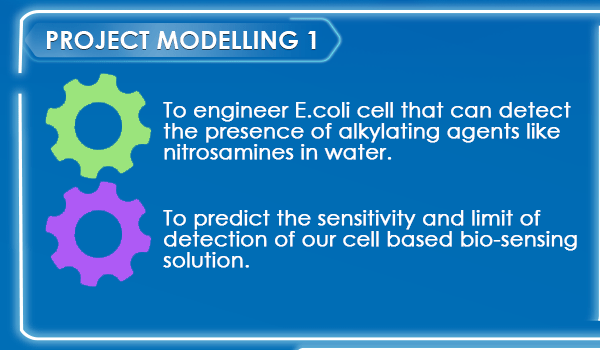 PROJECT MODELLING 1
To engineer E.coli cell that can detect
the presence of alkylating agents like
nitrosamines in water.
To predict the sensitivity and limit of
detection of our cell based bio-sensing
solution.